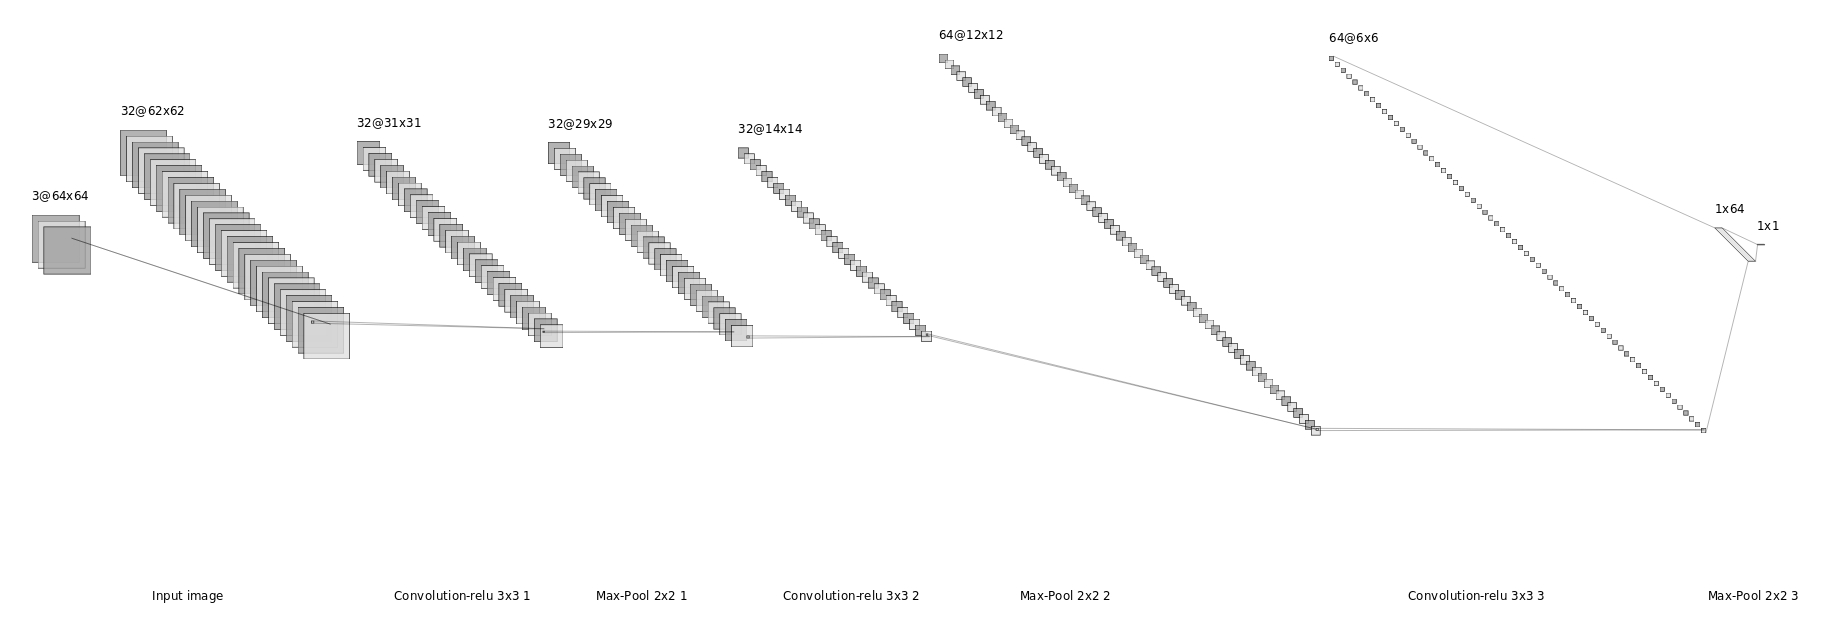 3@64x64
32@62x62
32@31x31
32@29x29
32@14x14
64@12x12
64@6x6
1x64
1x1
Input image
Convolution-relu 3x3 1
Max-Pool 2x2 1
Convolution-relu 3x3 2
Max-Pool 2x2 2
Convolution-relu 3x3 3
Max-Pool 2x2 3